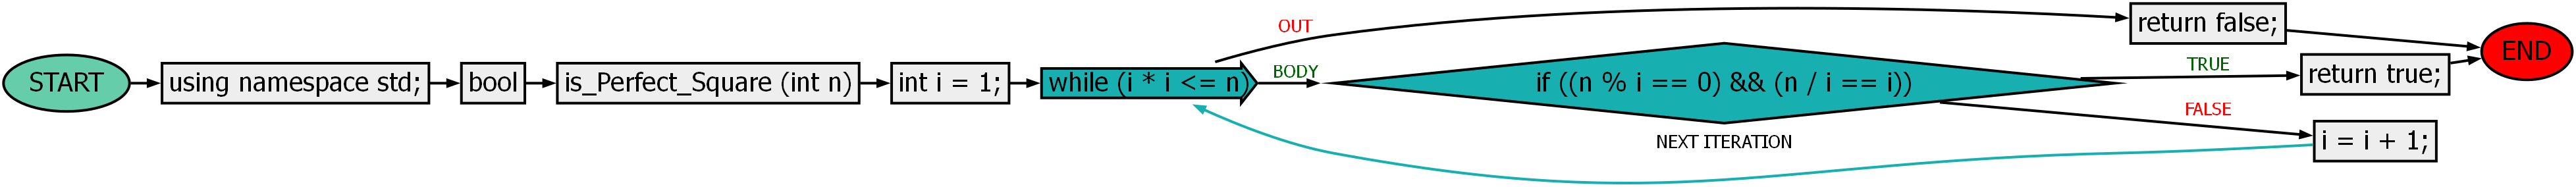 START
using namespace std;
bool
is_Perfect_Square (int n)
int i = 1;
while (i * i <= n)
OUT
return false;
BODY
if ((n % i == 0) && (n / i == i))
TRUE
return true;
END
FALSE
i = i + 1;
NEXT ITERATION